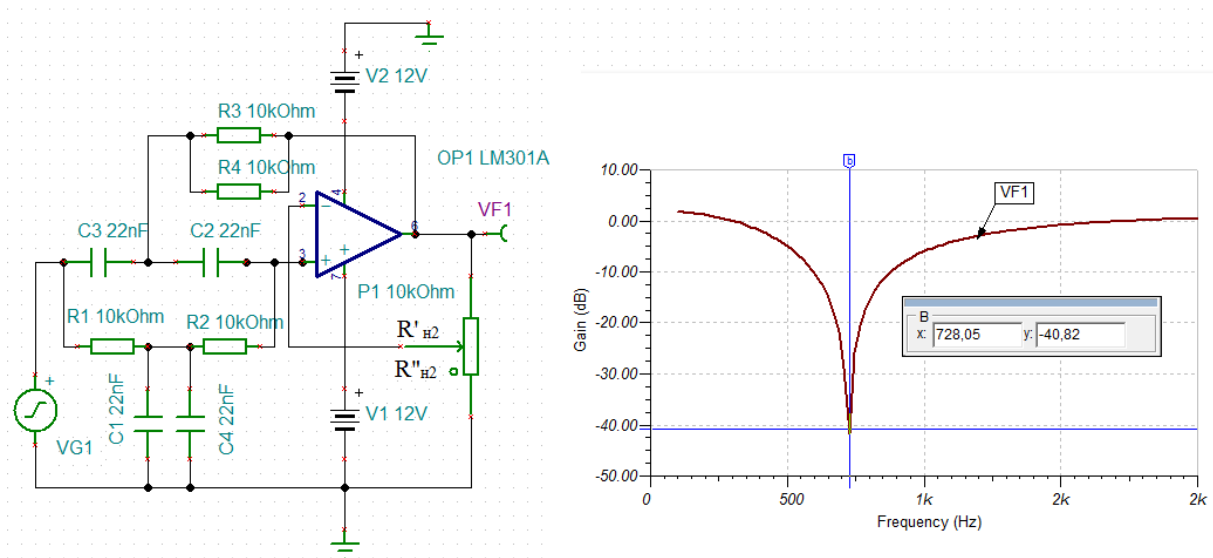 V2 12V
R3 10kOhm
R4 10kOhm
OP1 LM301A
VF1
C3 22nF
C2 22nF
2
3
4
6
7
P1 10kOhm
R1 10kOhm
R2 10kOhm
R'н2
R"н2
C1 22nF
C4 22nF
V1 12V
VG1
b
10.00
0.00
-10.00
-20.00
-30.00
-40.00
-50.00
Gain (dB)
VF1
B
x: 728,05 y: -40,82
0 500 1k 2k 2k
Frequency (Hz)